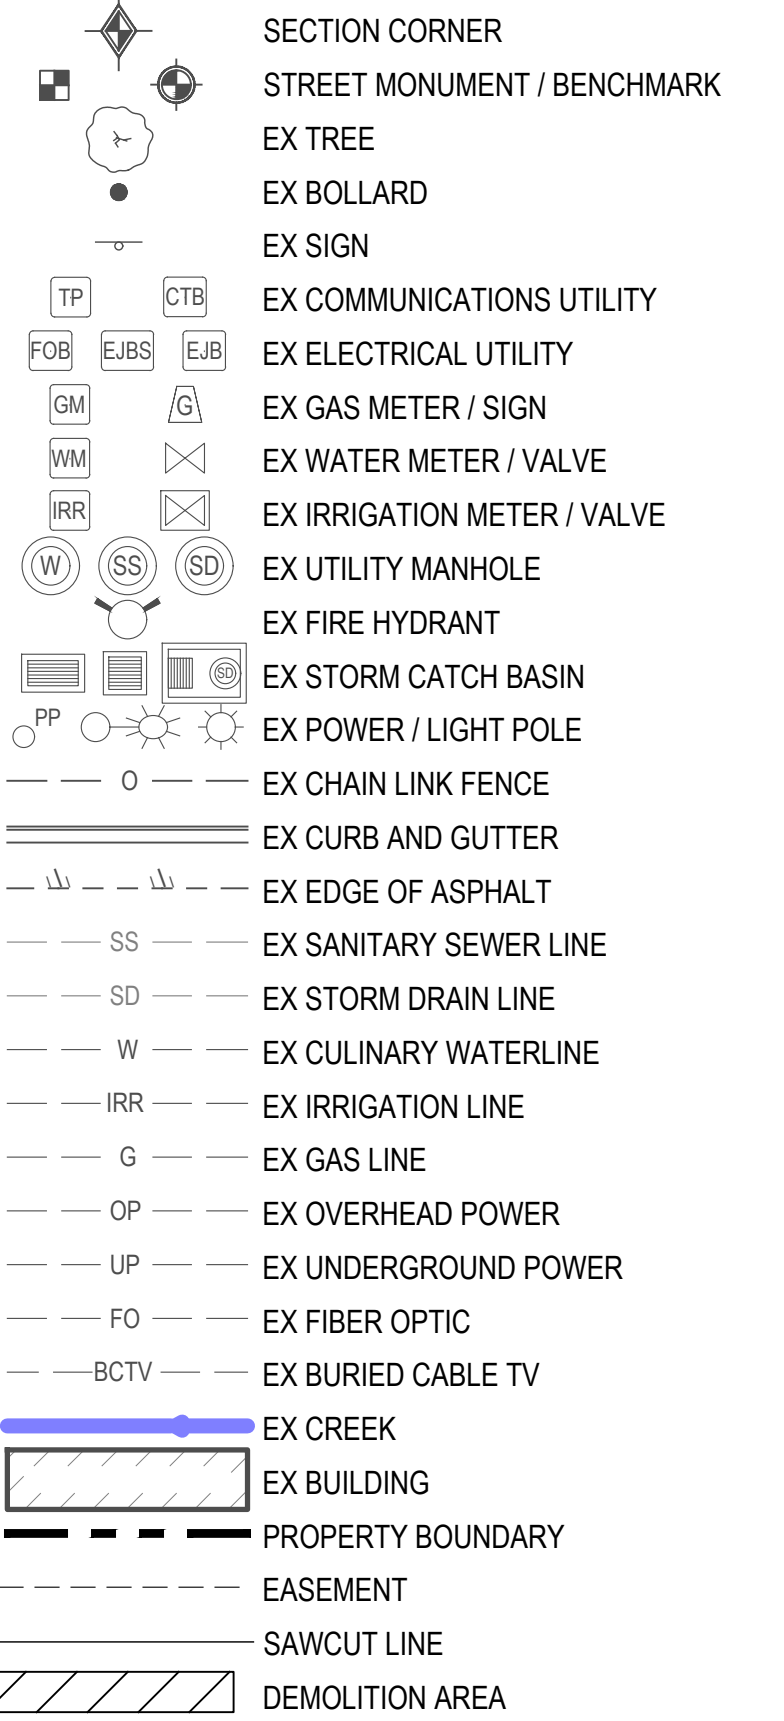 SECTION CORNER
STREET MONUMENT / BENCHMARK
EX TREE
EX BOLLARD
EX SIGN
TP CTB EX COMMUNICATIONS UTILITY
FOB EJBS EJB EX ELECTRICAL UTILITY
GM G EX GAS METER / SIGN
WM EX WATER METER / VALVE
IRR EX IRRIGATION METER / VALVE
W SS SD EX UTILITY MANHOLE
EX FIRE HYDRANT
SD EX STORM CATCH BASIN
PP EX POWER / LIGHT POLE
O EX CHAIN LINK FENCE
EX CURB AND GUTTER
EX EDGE OF ASPHALT
SS EX SANITARY SEWER LINE
SD EX STORM DRAIN LINE
W EX CULINARY WATERLINE
IRR EX IRRIGATION LINE
G EX GAS LINE
OP EX OVERHEAD POWER
UP EX UNDERGROUND POWER
FO EX FIBER OPTIC
BCTV EX BURIED CABLE TV
EX CREEK
EX BUILDING
PROPERTY BOUNDARY
EASEMENT
SAWCUT LINE
DEMOLITION AREA